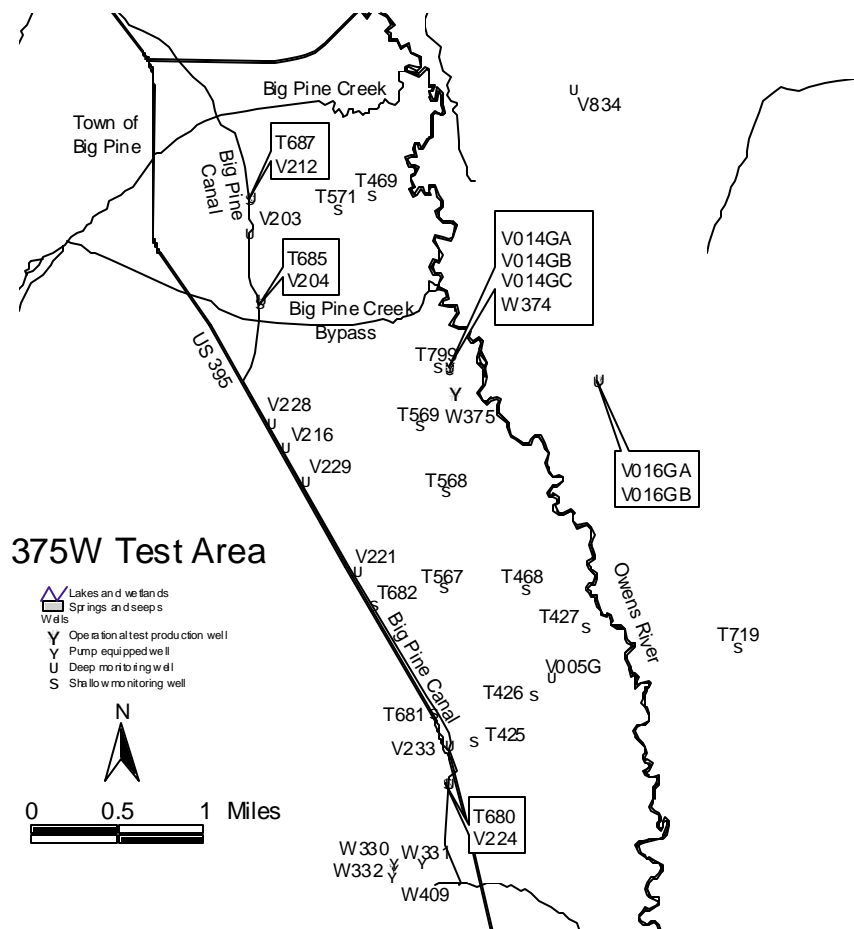 Big Pine Creek
U
V834
Town of
Big Pine
T687
V212
Big Pine
Canal
T469
S
T571
S
U
V203
U
T685
V204
V014GA
V014GB
V014GC
W374
Big Pine Creek
Bypass
US 395
T799
S
U
Y
W375
T569
S
V228
U
V216
U
V229
U
T568
S
V016GA
V016GB
375W Test Area
Lakes and wetlands
Springs and seeps
Wells
Y Operational test production well
Y Pump equipped well
U Deep monitoring well
S Shallow monitoring well
V221
U
T682
S
T567
S
T468
S
T427
S
Owens River
T719
S
Big Pine Canal
V005G
U
T426
S
T681
S
V233
U
S
T425
N
0 0.5 1 Miles
T680
V224
W330
Y
W331
Y
W332
Y
W409